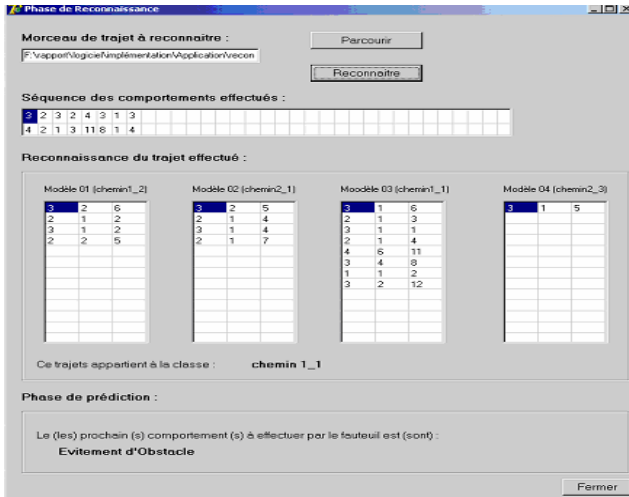 Phase de Reconnaissance
Morceau de trajet à reconnaitre :
Parcourir
F:\rapport\logiciel\implémentation\Application\recon
Reconnaitre
Séquence des comportements effectués :
3 2 3 2 4 3 1 3
4 2 1 3 11 8 1 4
Reconnaissance du trajet effectué :
Modèle 01 (chemin1_2) Modèle 02 (chemin2_1) Moodèle 03 (chemin1_1) Modèle 04 (chemin2_3)
3 2 6 3 2 5 3 1 6 3 1 5
2 1 2 2 1 4 2 1 3
3 1 2 3 1 4 3 1 1
2 2 5 2 1 7 2 1 4
4 6 11
3 4 8
1 1 2
3 2 12
Ce trajets appartient à la classe : chemin 1_1
Phase de prédiction :
Le (les) prochain (s) comportement (s) à effectuer par le fauteuil est (sont) :
Evitement d'Obstacle
Fermer